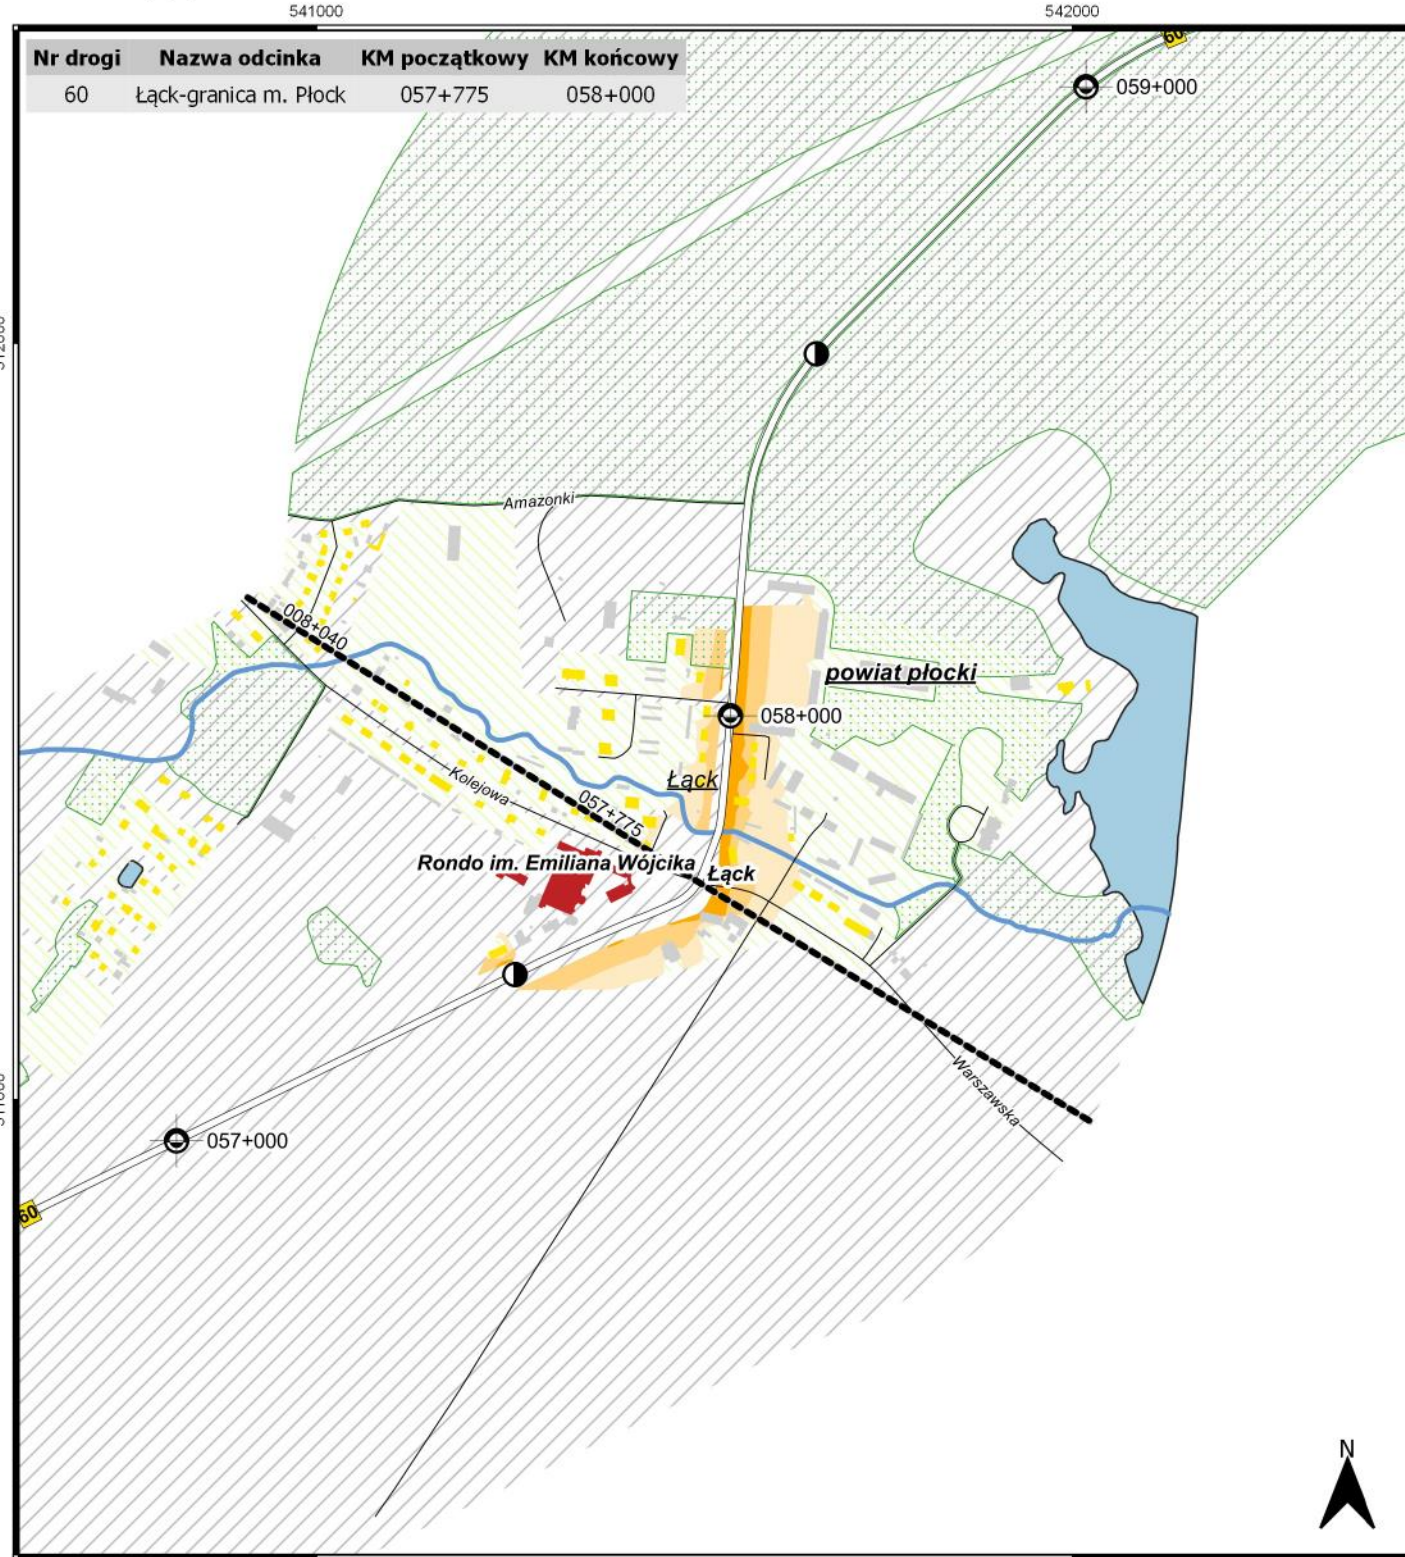 541000 542000
Nr drogi Nazwa odcinka KM początkowy KM końcowy
60 Łąck-granica m. Płock 057+775 058+000
60
059+000
Amazonki
008+040
powiat płocki
058+000
Łąck
Kolejowa
057+775
Rondo im. Emiliana Wójcika
Łąck
Warszawska
057+000
60
N